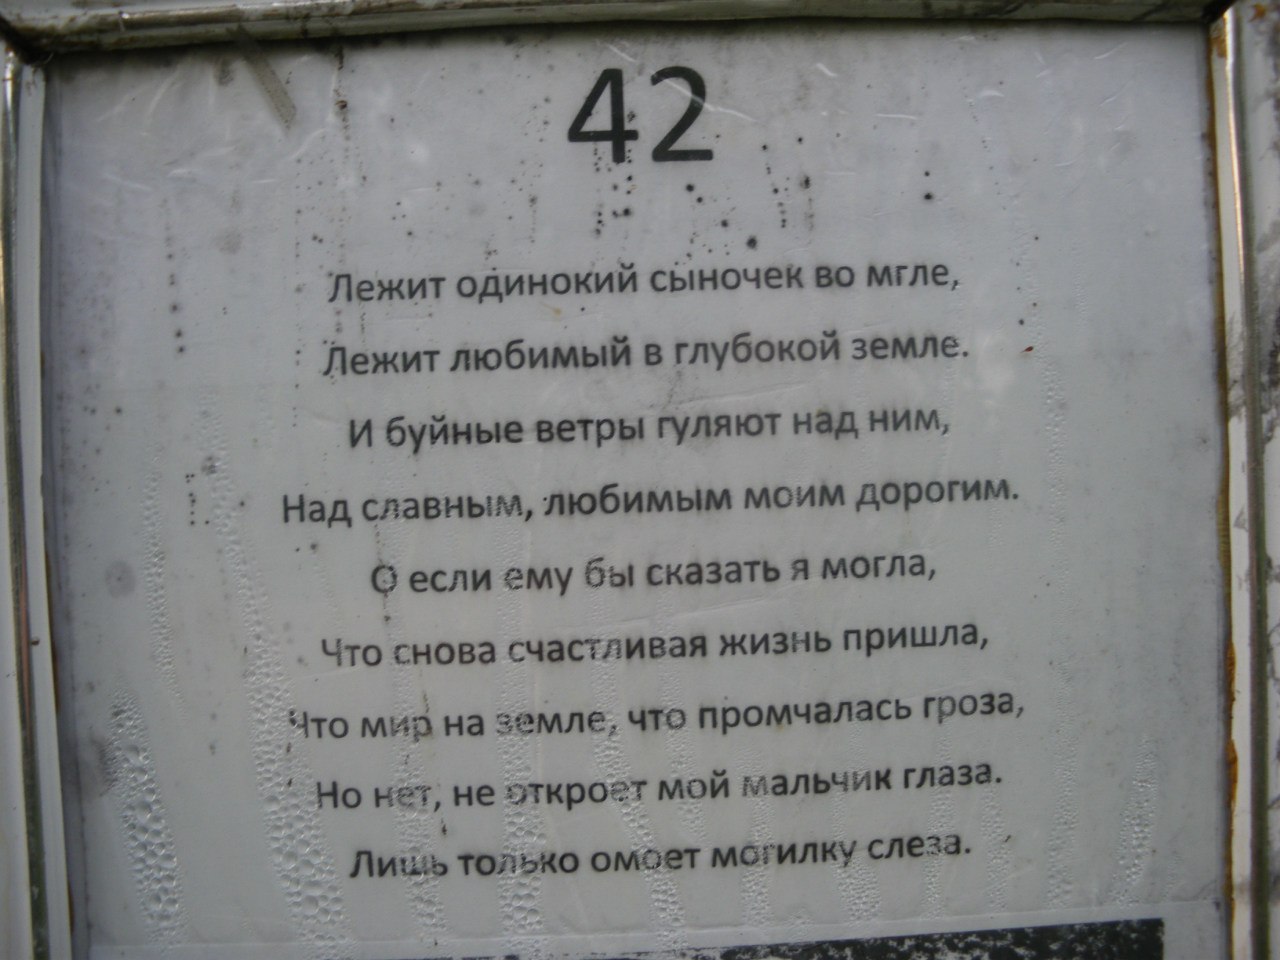 42
Лежит одинокий сыночек во мгле,
Лежит любимый в глубокой земле.
И буйные ветры гуляют над ним,
Над славным, любимым моим дорогим.
О если ему бы сказать я могла,
Что снова счастливая жизнь пришла,
Что мир на земле, что промчалась гроза,
Но нет, не откроет мой мальчик глаза.
Лишь только омоет могилку слеза.